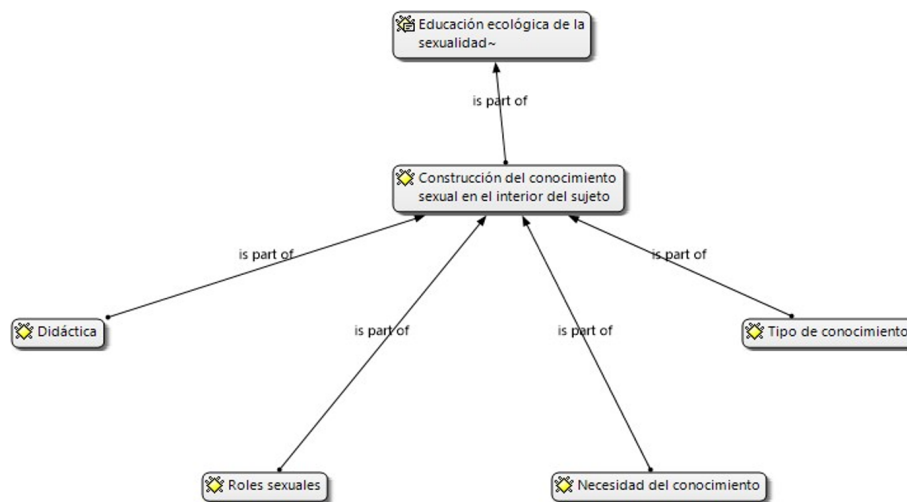 Educación ecológica de la
sexualidad~
is part of
Construcción del conocimiento
sexual en el interior del sujeto
is part of
is part of
Didáctica
is part of
is part of
Tipo de conocimiento
Roles sexuales
Necesidad del conocimiento